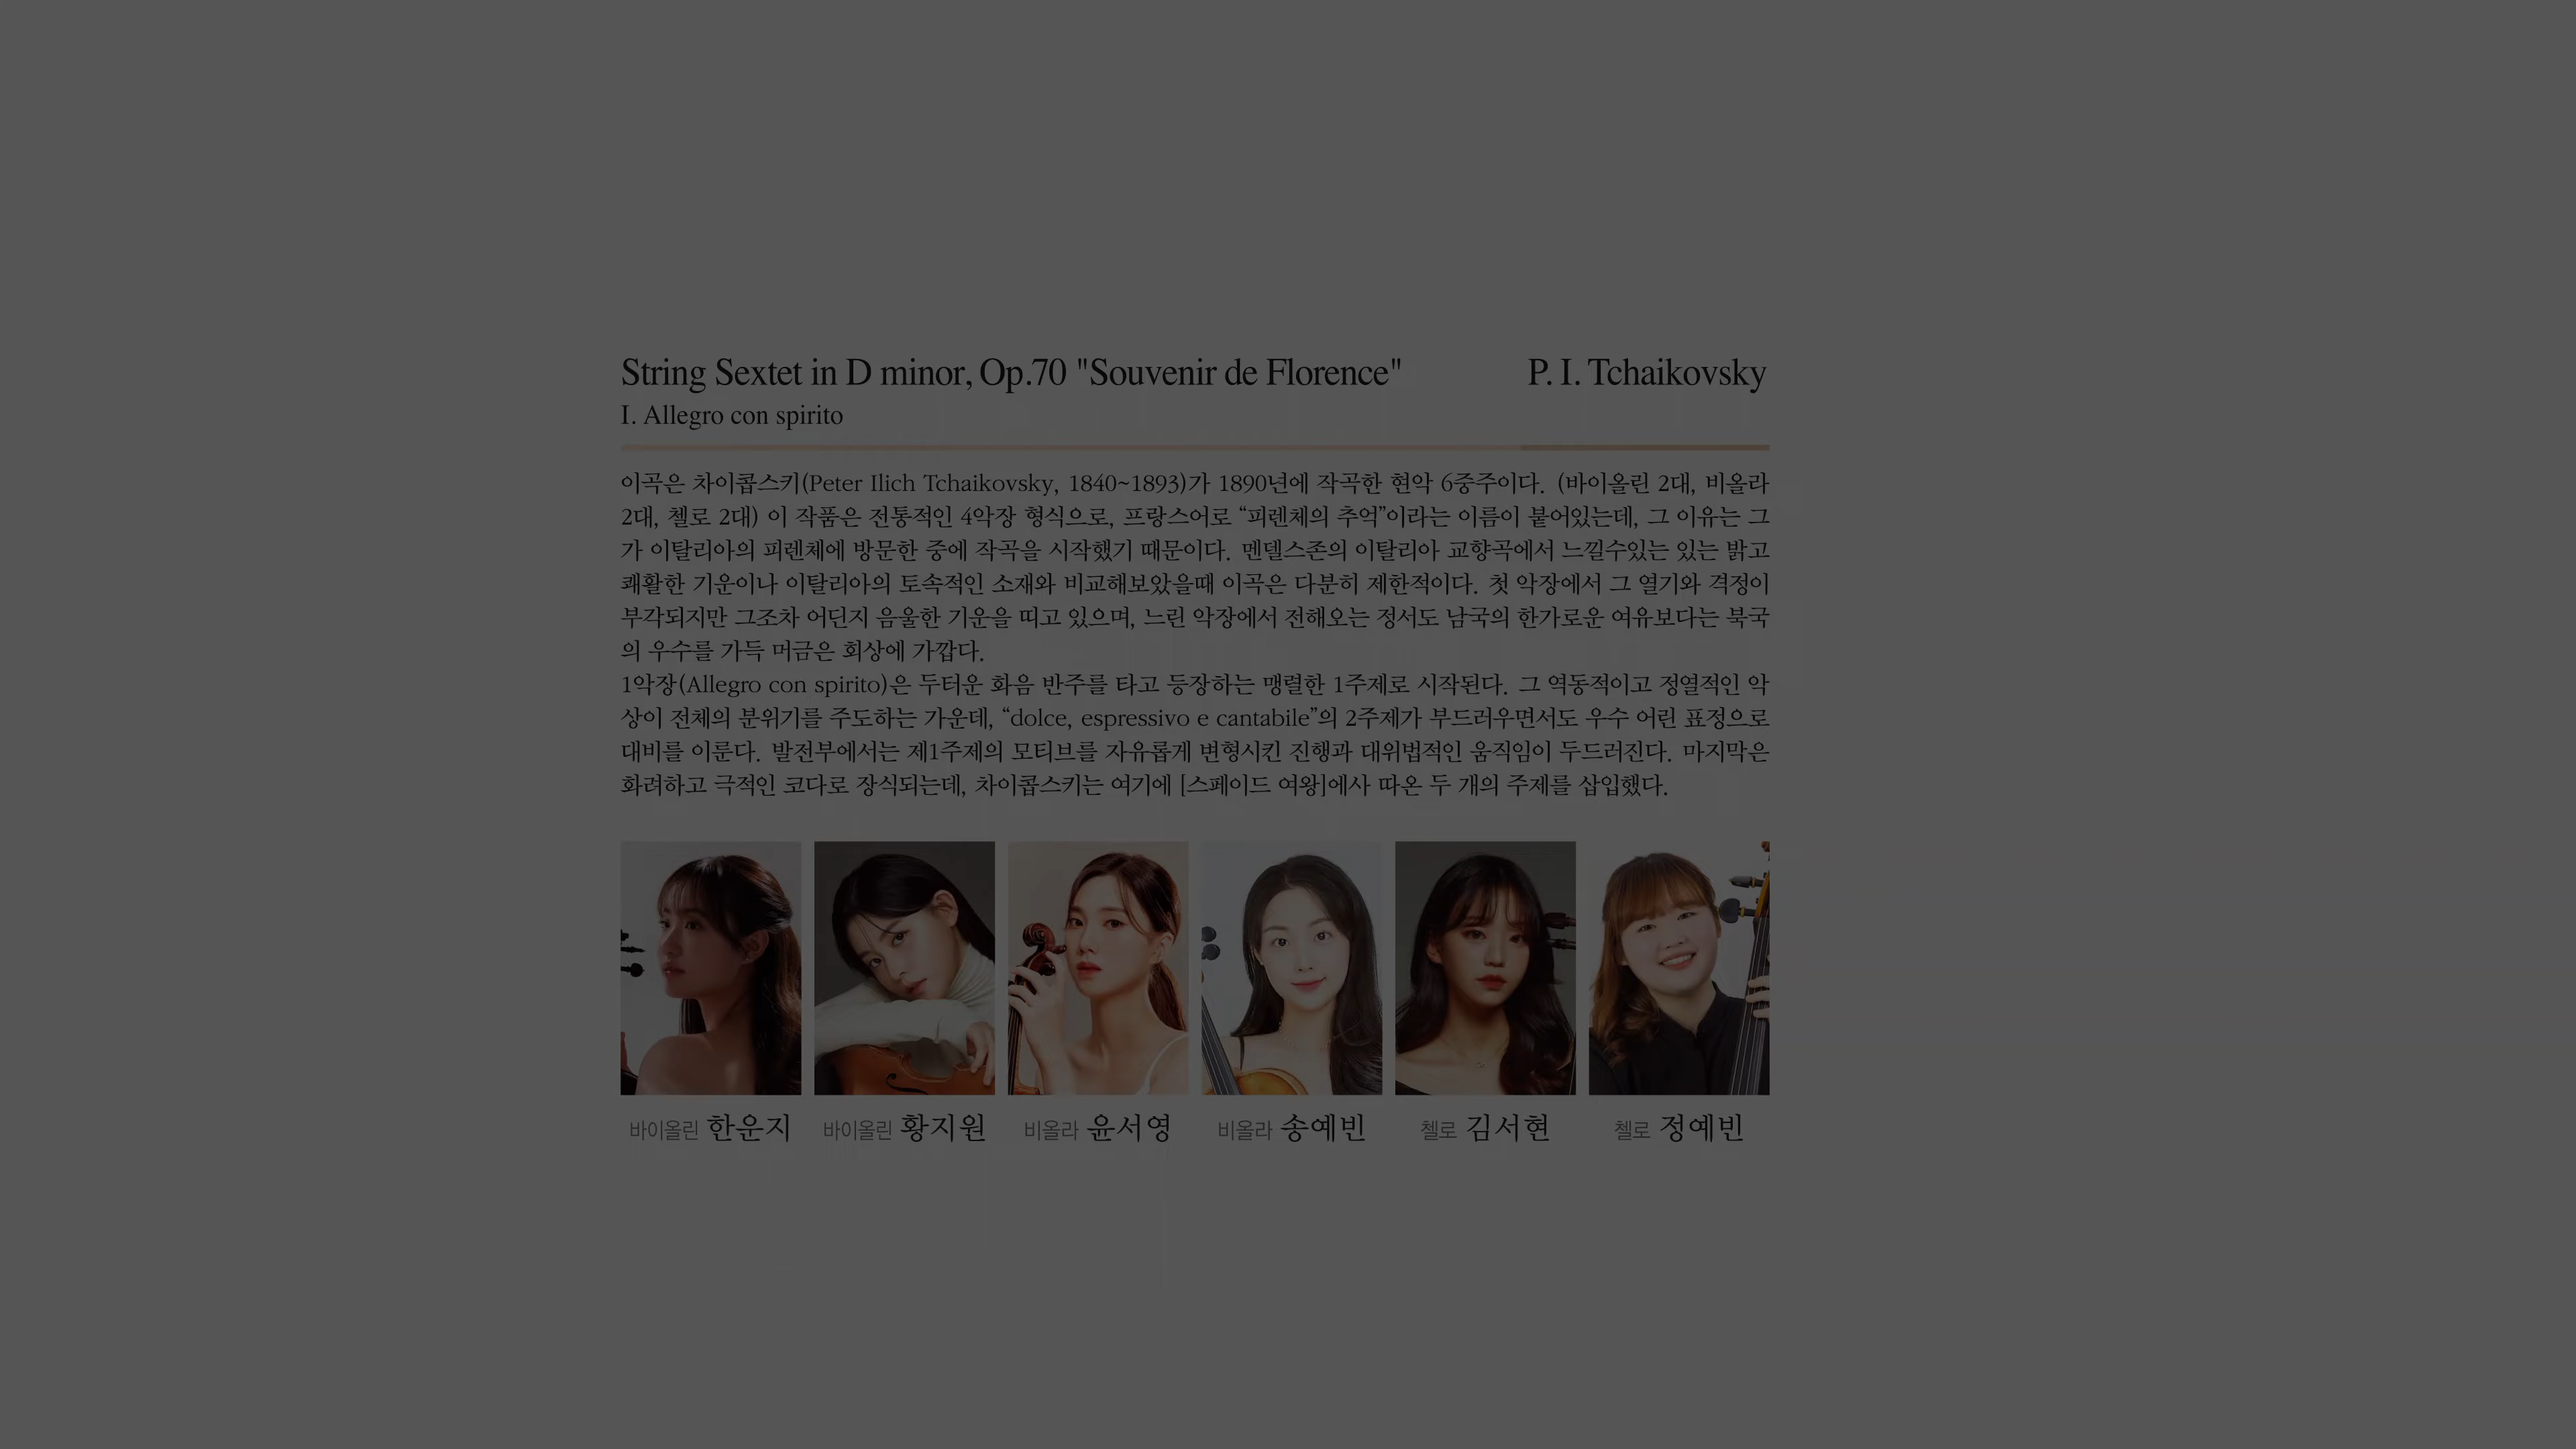 String Sextet in D minor, Op.70 "Souvenir de Florence" P. I. Tchaikovsky
I. Allegro con spirito
이곡은 차이콥스키(Peter Ilich Tchaikovsky, 1840~1893)가 1890년에 작곡한 현악 6중주이다. (바이올린 2대, 비올라
2대, 첼로 2대) 이 작품은 전통적인 4악장 형식으로, 프랑스어로 “피렌체의 추억”이라는 이름이 붙어있는데, 그 이유는 그
가 이탈리아의 피렌체에 방문한 중에 작곡을 시작했기 때문이다. 멘델스존의 이탈리아 교향곡에서 느낄수있는 있는 밝고
쾌활한 기운이나 이탈리아의 토속적인 소재와 비교해보았을때 이곡은 다분히 제한적이다. 첫 악장에서 그 열기와 격정이
부각되지만 그조차 어딘지 음울한 기운을 띠고 있으며, 느린 악장에서 전해오는 정서도 남국의 한가로운 여유보다는 북국
의 우수를 가득 머금은 회상에 가깝다.
1악장(Allegro con spirito)은 두터운 화음 반주를 타고 등장하는 맹렬한 1주제로 시작된다. 그 역동적이고 정열적인 악
상이 전체의 분위기를 주도하는 가운데, “dolce, espressivo e cantabile”의 2주제가 부드러우면서도 우수 어린 표정으로
대비를 이룬다. 발전부에서는 제1주제의 모티브를 자유롭게 변형시킨 진행과 대위법적인 움직임이 두드러진다. 마지막은
화려하고 극적인 코다로 장식되는데, 차이콥스키는 여기에 [스페이드 여왕]에사 따온 두 개의 주제를 삽입했다.
바이올린 한운지 바이올린 황지원 비올라 윤서영 비올라 송예빈 첼로 김서현 첼로 정예빈